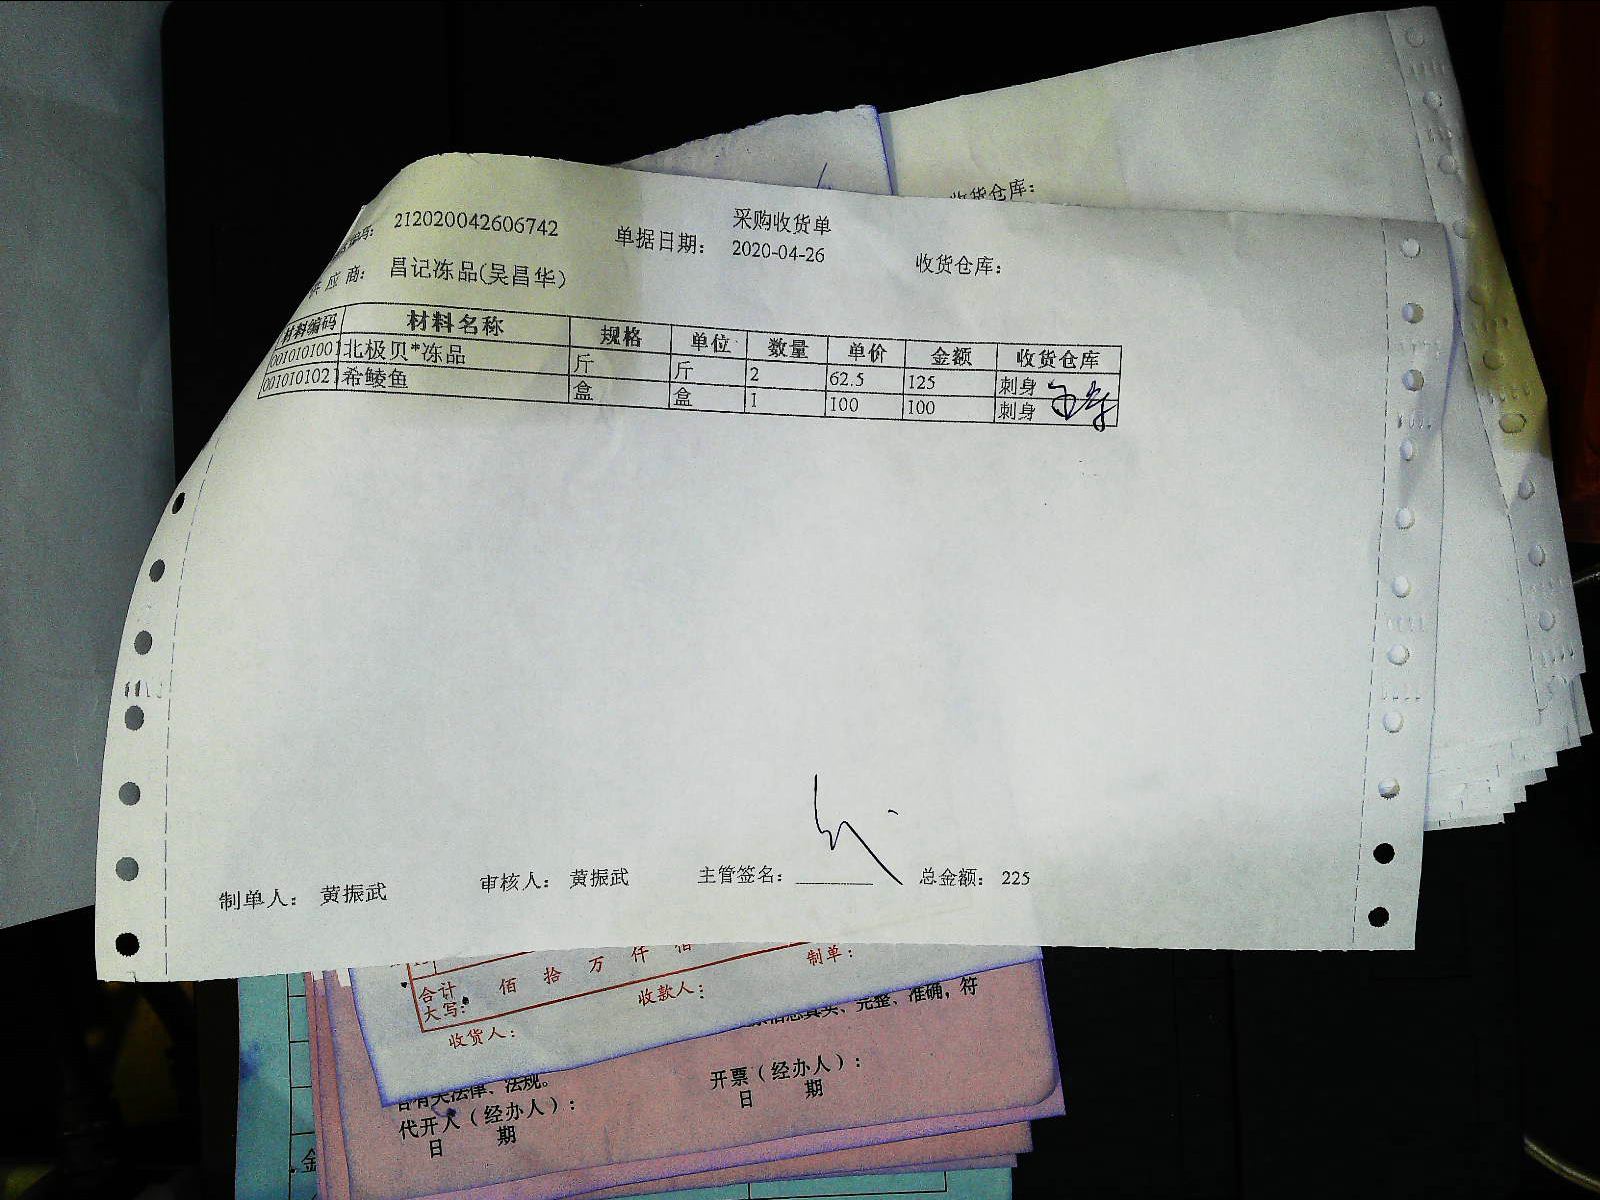 收货仓库：
采购收货单
212020042606742 单据日期： 2020-04-26 收货仓库：
应 商： 昌记冻品(吴昌华)
材料编码 材料名称 规格 单位 数量 单价 金额 收货仓库
001010100 北极贝*冻品 斤 斤 2 62.5 125 刺身
001010102 希鲮鱼 盒 盒 1 100 100 刺身
制单人： 黄振武 审核人： 黄振武 主管签名： 总金额： 225
合计 佰 拾 万 仟 佰
大写：
制单：
收款人：
收货人：
完整、准确，符
合有关法律、法规。
开票（经办人）：
日 期
代开人（经办人）：
日 期
金